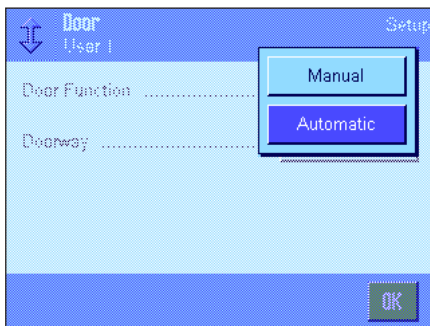 Door
Setup
User 1
Manual
Door Function
Automatic
Doorway
OK